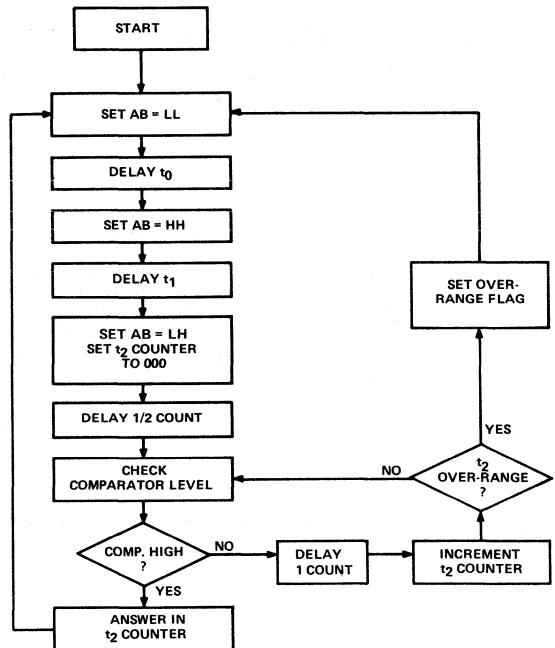 START
SET AB = LL
DELAY t0
SET AB = HH
DELAY t1
SET AB = LH
SET t2 COUNTER
TO 000
DELAY 1/2 COUNT
CHECK
COMPARATOR LEVEL
COMP. HIGH
?
NO
YES
ANSWER IN
t2 COUNTER
DELAY
1 COUNT
INCREMENT
t2 COUNTER
t2
OVER-RANGE
?
NO
YES
SET OVER-
RANGE FLAG